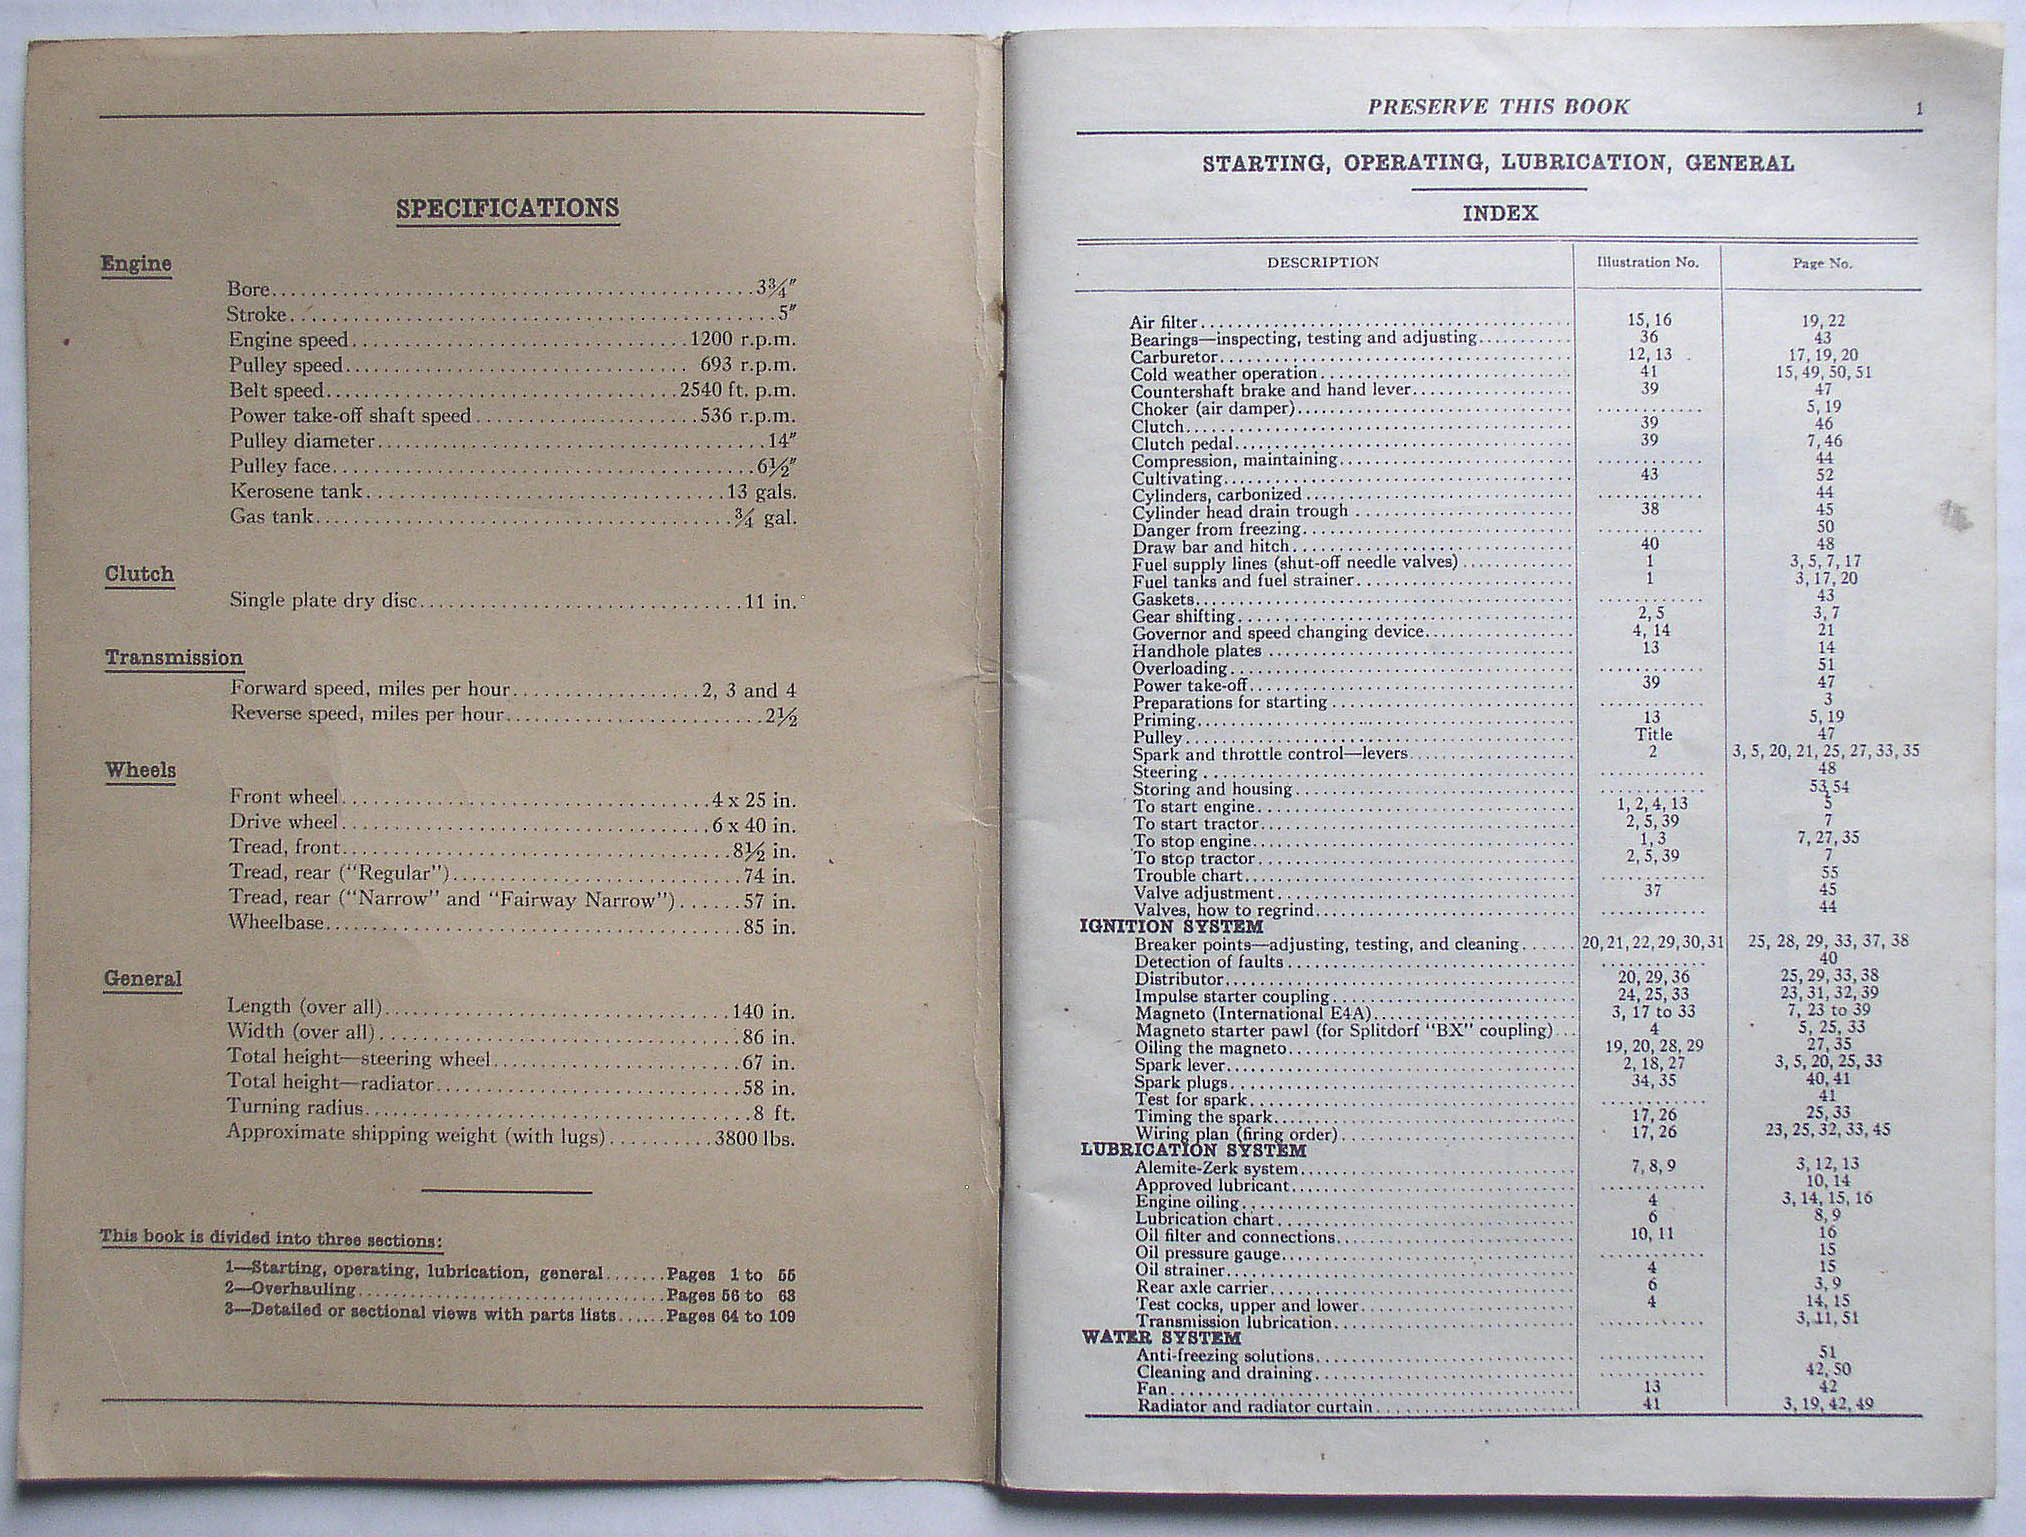 SPECIFICATIONS
Engine
Bore 3¾"
Stroke 5"
Engine speed 1200 r.p.m.
Pulley speed 693 r.p.m.
Belt speed 2540 ft. p.m.
Power take-off shaft speed 536 r.p.m.
Pulley diameter 14"
Pulley face 6½"
Kerosene tank 13 gals.
Gas tank ¾ gal.
Clutch
Single plate dry disc 11 in.
Transmission
Forward speed, miles per hour 2, 3 and 4
Reverse speed, miles per hour 2½
Wheels
Front wheel 4 x 25 in.
Drive wheel 6 x 40 in.
Tread, front 8½ in.
Tread, rear ("Regular") 74 in.
Tread, rear ("Narrow" and "Fairway Narrow") 57 in.
Wheelbase 85 in.
General
Length (over all) 140 in.
Width (over all) 86 in.
Total height—steering wheel 67 in.
Total height—radiator 58 in.
Turning radius 8 ft.
Approximate shipping weight (with lugs) 3800 lbs.
This book is divided into three sections:
1—Starting, operating, lubrication, general Pages 1 to 55
2—Overhauling Pages 56 to 63
3—Detailed or sectional views with parts lists Pages 64 to 109
PRESERVE THIS BOOK 1
STARTING, OPERATING, LUBRICATION, GENERAL
INDEX
DESCRIPTION Illustration No. Page No.
Air filter 15, 16 19, 22
Bearings—inspecting, testing and adjusting 36 43
Carburetor 12, 13 17, 19, 20
Cold weather operation 41 15, 49, 50, 51
Countershaft brake and hand lever 39 47
Choker (air damper) 5, 19
Clutch 39 46
Clutch pedal 39 7, 46
Compression, maintaining 44
Cultivating 43 52
Cylinders, carbonized 44
Cylinder head drain trough 38 45
Danger from freezing 50
Draw bar and hitch 40 48
Fuel supply lines (shut-off needle valves) 1 3, 5, 7, 17
Fuel tanks and fuel strainer 1 3, 17, 20
Gaskets 43
Gear shifting 2, 5 3, 7
Governor and speed changing device 4, 14 21
Handhole plates 13 14
Overloading 51
Power take-off 39 47
Preparations for starting 3
Priming 13 5, 19
Pulley Title 47
Spark and throttle control—levers 2 3, 5, 20, 21, 25, 27, 33, 35
Steering 48
Storing and housing 53, 54
To start engine 1, 2, 4, 13 5
To start tractor 2, 5, 39 7
To stop engine 1, 3 7, 27, 35
To stop tractor 2, 5, 39 7
Trouble chart 55
Valve adjustment 37 45
Valves, how to regrind 44
IGNITION SYSTEM
Breaker points—adjusting, testing, and cleaning 20, 21, 22, 29, 30, 31 25, 28, 29, 33, 37, 38
Detection of faults 40
Distributor 20, 29, 36 25, 29, 33, 38
Impulse starter coupling 24, 25, 33 23, 31, 32, 39
Magneto (International E4A) 3, 17 to 33 7, 23 to 39
Magneto starter pawl (for Splitdorf "BX" coupling) 4 5, 25, 33
Oiling the magneto 19, 20, 28, 29 27, 35
Spark lever 2, 18, 27 3, 5, 20, 25, 33
Spark plugs 34, 35 40, 41
Test for spark 41
Timing the spark 17, 26 25, 33
Wiring plan (firing order) 17, 26 23, 25, 32, 33, 45
LUBRICATION SYSTEM
Alemite-Zerk system 7, 8, 9 3, 12, 13
Approved lubricant 10, 14
Engine oiling 4 3, 14, 15, 16
Lubrication chart 6 8, 9
Oil filter and connections 10, 11 16
Oil pressure gauge 15
Oil strainer 4 15
Rear axle carrier 6 3, 9
Test cocks, upper and lower 4 14, 15
Transmission lubrication 3, 11, 51
WATER SYSTEM
Anti-freezing solutions 51
Cleaning and draining 42, 50
Fan 13 42
Radiator and radiator curtain 41 3, 19, 42, 49